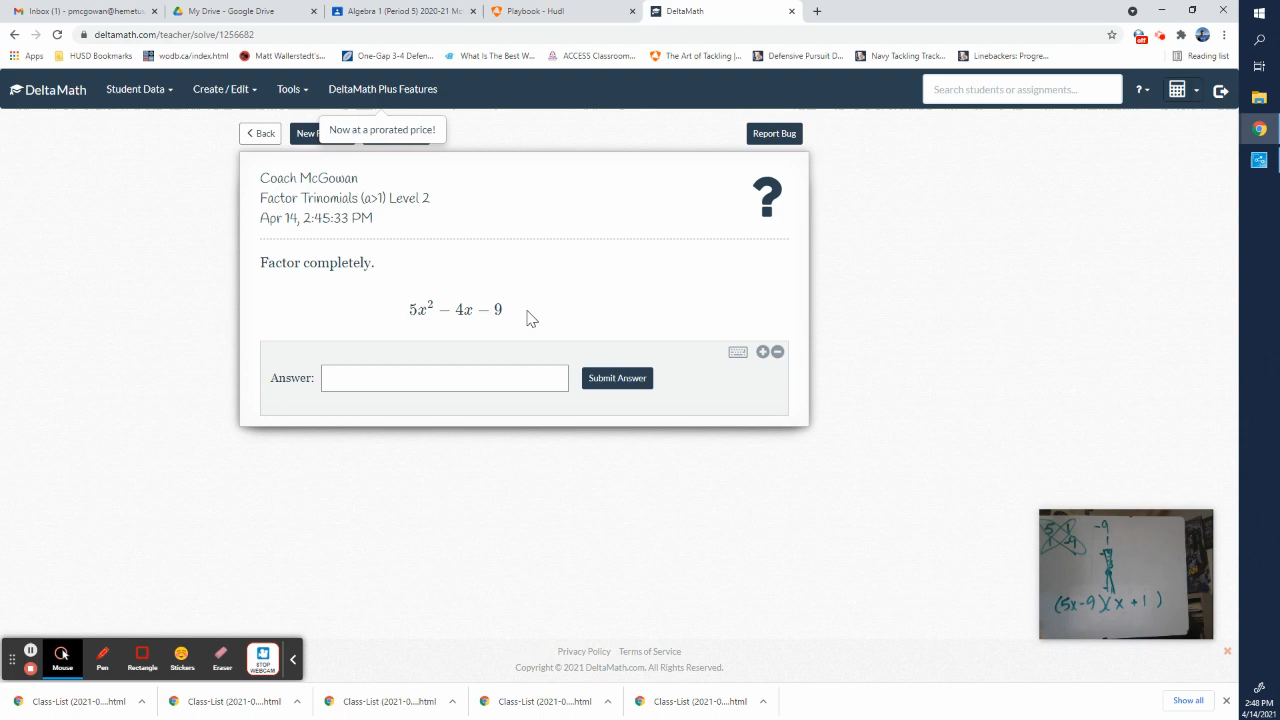 Inbox (1) - pmcgowan@hemetu
My Drive - Google Drive
Algebra 1 (Period 5) 2020-21 Mc
Playbook - Hudl
DeltaMath
deltamath.com/teacher/solve/1256682
Apps
HUSD Bookmarks
wodb.ca/index.html
Matt Wallerstedt's...
One-Gap 3-4 Defen...
What Is The Best W...
ACCESS Classroom...
The Art of Tackling |...
Defensive Pursuit D...
Navy Tackling Track...
Linebackers: Progre...
Reading list
off
DeltaMath
Student Data
Create / Edit
Tools
DeltaMath Plus Features
Search students or assignments...
?
Back
Now at a prorated price!
Report Bug
Coach McGowan
Factor Trinomials (a>1) Level 2
Apr 14, 2:45:33 PM
?
Factor completely.
5x² − 4x − 9
Answer:
Submit Answer
5 1
1 -9
-9
(5x-9)(x+1)
Mouse
Pen
Rectangle
Stickers
Eraser
STOP WEBCAM
Privacy Policy Terms of Service
Copyright © 2021 DeltaMath.com. All Rights Reserved.
Class-List (2021-0....html
Class-List (2021-0....html
Class-List (2021-0....html
Class-List (2021-0....html
Class-List (2021-0....html
Show all
2:48 PM
4/14/2021